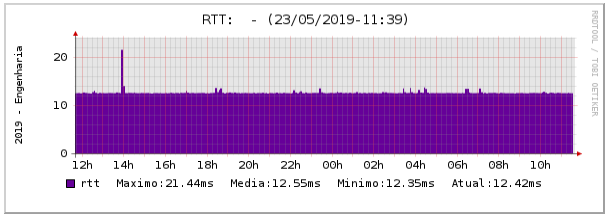 RTT: - (23/05/2019-11:39)
RRDTOOL / TOBI OETIKER
2019 - Engenharia
20
10
0
12h 14h 16h 18h 20h 22h 00h 02h 04h 06h 08h 10h
rtt Maximo:21.44ms Media:12.55ms Minimo:12.35ms Atual:12.42ms